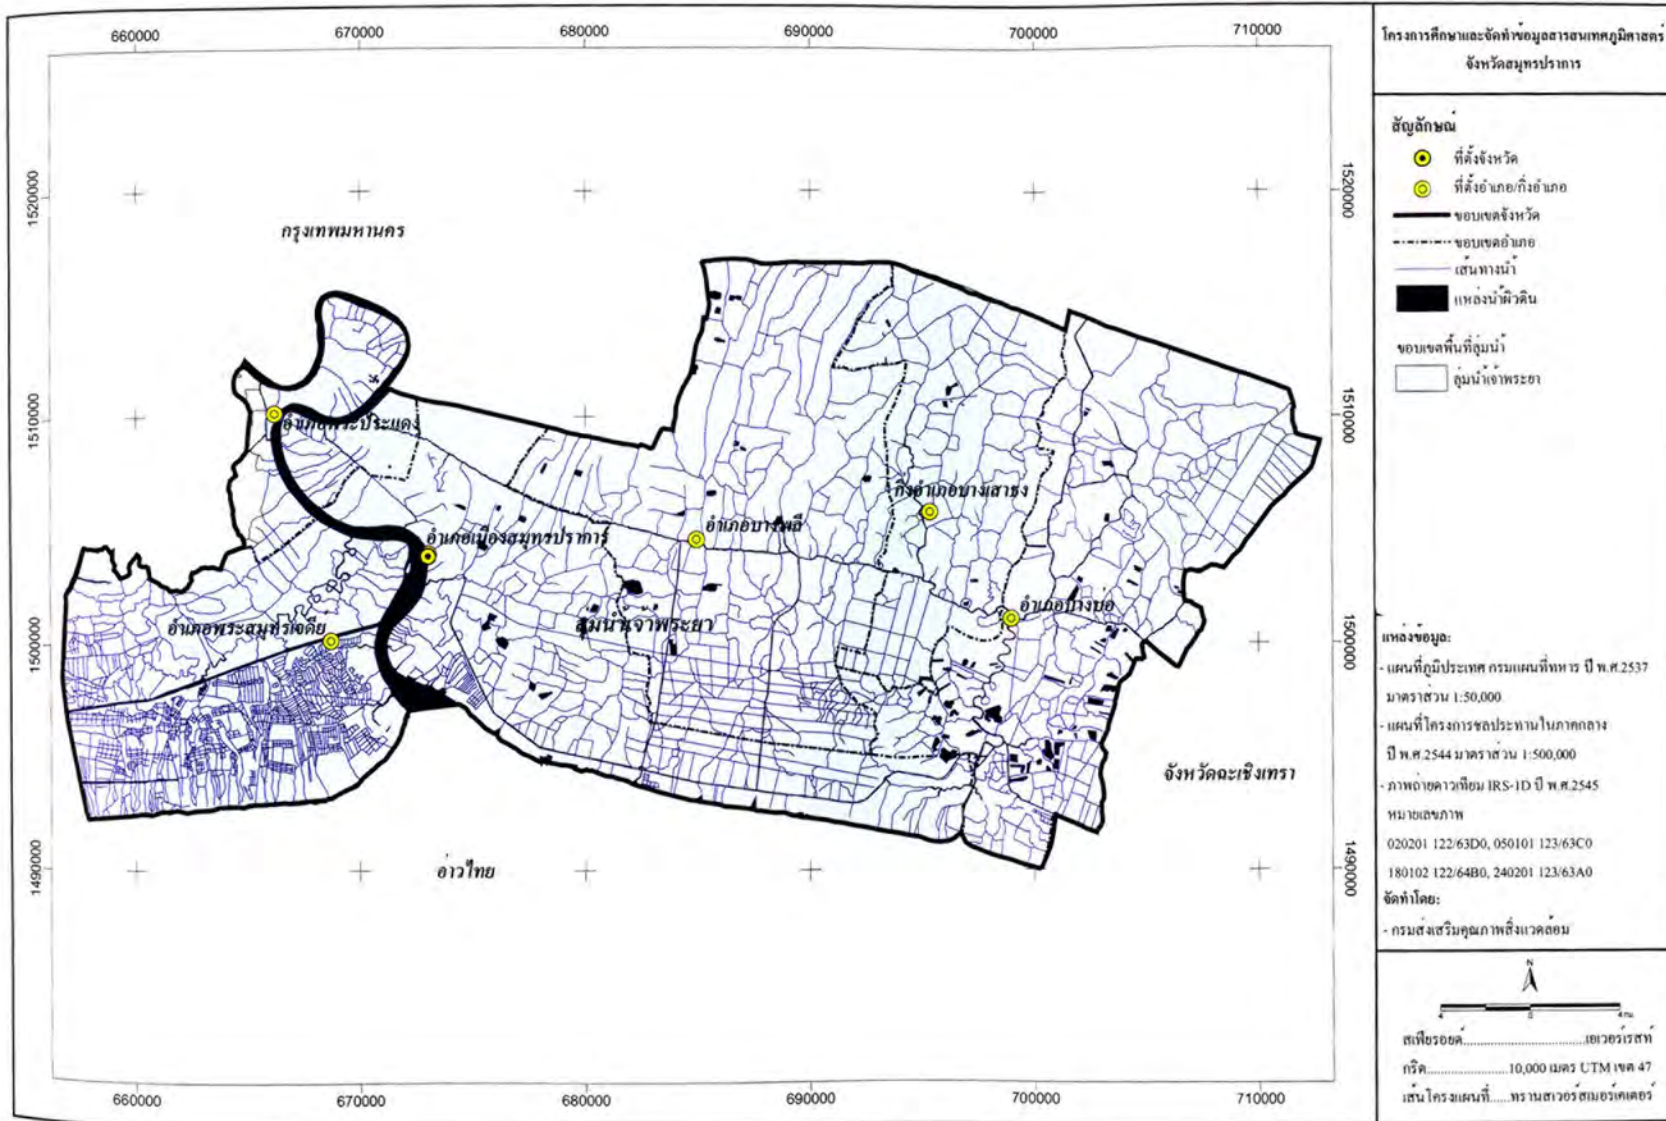 660000 670000 680000 690000 700000 710000
1520000 1520000
กรุงเทพมหานคร
1510000 1510000
อำเภอพระประแดง
กิ่งอำเภอบางเสาธง
อำเภอบางพลี
อำเภอเมืองสมุทรปราการ
อำเภอบางบ่อ
ลุ่มน้ำเจ้าพระยา
อำเภอพระสมุทรเจดีย์
1500000 1500000
จังหวัดฉะเชิงเทรา
อ่าวไทย
1490000 1490000
660000 670000 680000 690000 700000 710000
โครงการศึกษาและจัดทำข้อมูลสารสนเทศภูมิศาสตร์
จังหวัดสมุทรปราการ
สัญลักษณ์
ที่ตั้งจังหวัด
ที่ตั้งอำเภอ/กิ่งอำเภอ
ขอบเขตจังหวัด
ขอบเขตอำเภอ
เส้นทางน้ำ
แหล่งน้ำผิวดิน
ขอบเขตพื้นที่ลุ่มน้ำ
ลุ่มน้ำเจ้าพระยา
แหล่งข้อมูล:
- แผนที่ภูมิประเทศ กรมแผนที่ทหาร ปี พ.ศ.2537
มาตราส่วน 1:50,000
- แผนที่โครงการชลประทานในภาคกลาง
ปี พ.ศ.2544 มาตราส่วน 1:500,000
- ภาพถ่ายดาวเทียม IRS-1D ปี พ.ศ.2545
หมายเลขภาพ
020201 122/63D0, 050101 123/63C0
180102 122/64B0, 240201 123/63A0
จัดทำโดย:
- กรมส่งเสริมคุณภาพสิ่งแวดล้อม
N
4 0 4 กม.
สเฟียรอยด์..............................เอเวอร์เรสท์
กริด....................10,000 เมตร UTM เขต 47
เส้นโครงแผนที่.....ทรานสเวอร์สเมอร์เคเตอร์